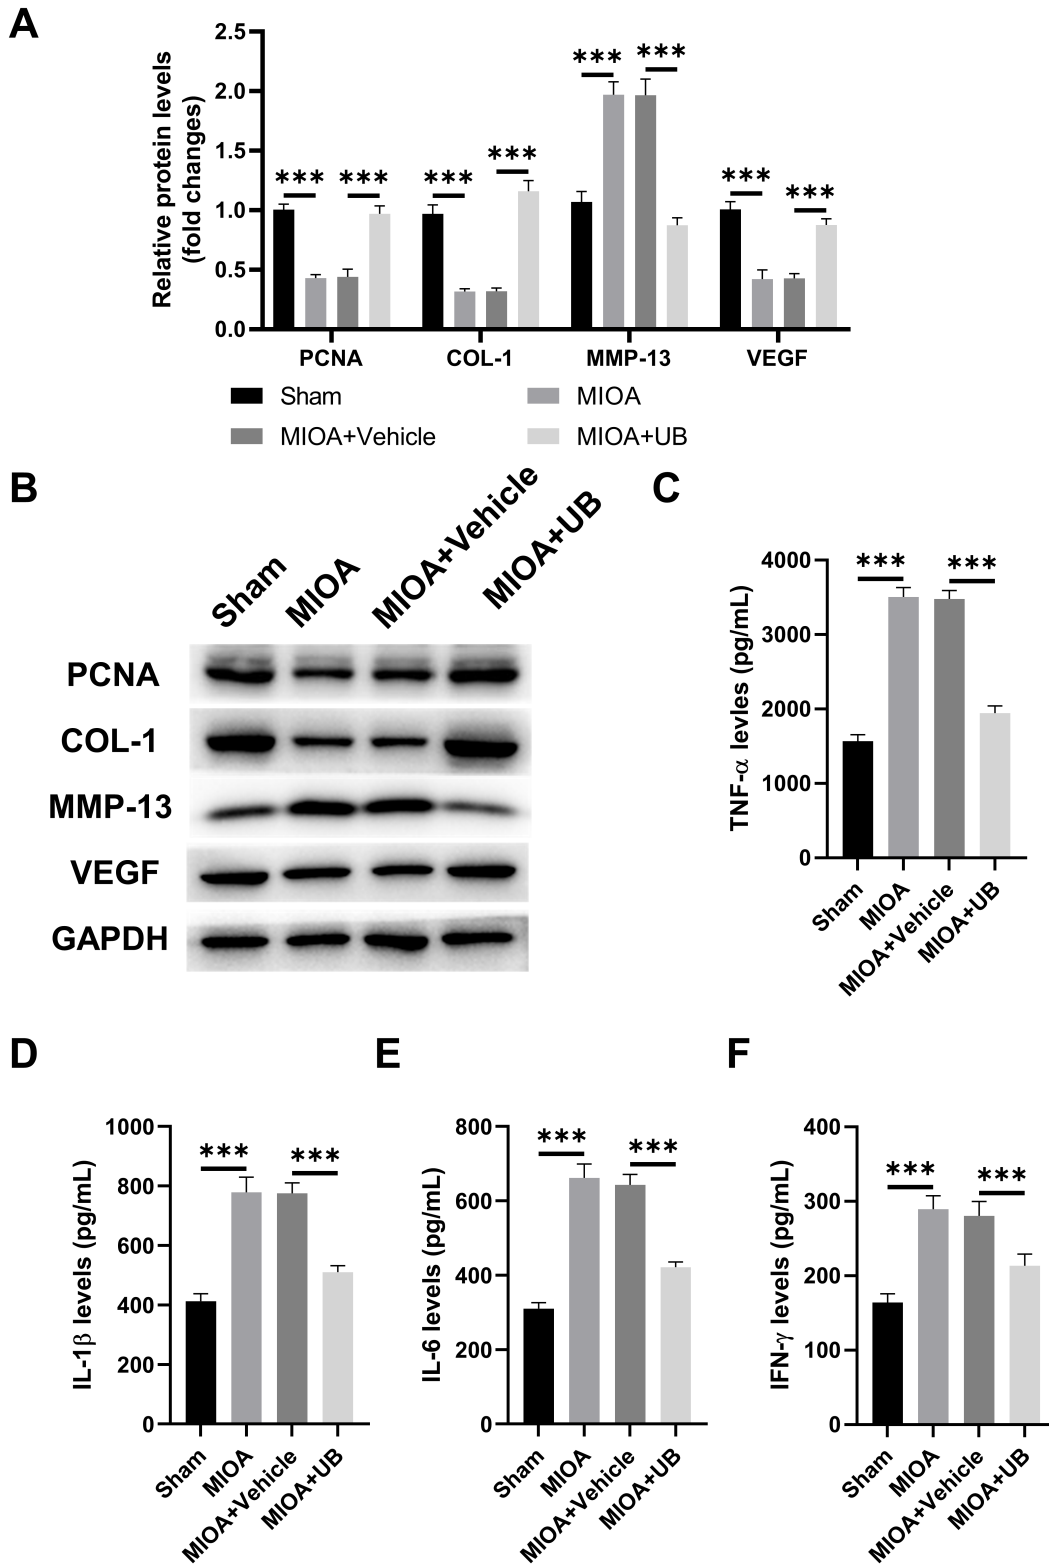 A
2.5
2.0
1.5
1.0
0.5
0.0
Relative protein levels
(fold changes)
*** *** *** *** *** *** *** ***
PCNA COL-1 MMP-13 VEGF
Sham MIOA
MIOA+Vehicle MIOA+UB
B
Sham MIOA MIOA+Vehicle MIOA+UB
PCNA
COL-1
MMP-13
VEGF
GAPDH
C
4000
3000
2000
1000
0
TNF-α levles (pg/mL)
*** ***
Sham MIOA MIOA+Vehicle MIOA+UB
D
1000
800
600
400
200
0
IL-1β levels (pg/mL)
*** ***
Sham MIOA MIOA+Vehicle MIOA+UB
E
800
600
400
200
0
IL-6 levels (pg/mL)
*** ***
Sham MIOA MIOA+Vehicle MIOA+UB
F
400
300
200
100
0
IFN-γ levels (pg/mL)
*** ***
Sham MIOA MIOA+Vehicle MIOA+UB